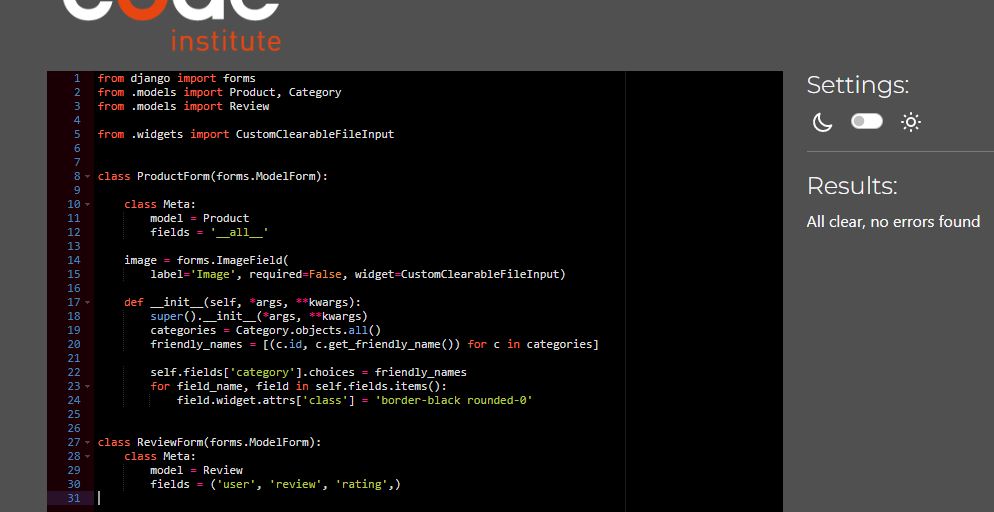 code
institute
1 from django import forms
2 from .models import Product, Category
3 from .models import Review
4
5 from .widgets import CustomClearableFileInput
6
7
8 class ProductForm(forms.ModelForm):
9
10     class Meta:
11         model = Product
12         fields = '__all__'
13
14     image = forms.ImageField(
15         label='Image', required=False, widget=CustomClearableFileInput)
16
17     def __init__(self, *args, **kwargs):
18         super().__init__(*args, **kwargs)
19         categories = Category.objects.all()
20         friendly_names = [(c.id, c.get_friendly_name()) for c in categories]
21
22         self.fields['category'].choices = friendly_names
23         for field_name, field in self.fields.items():
24             field.widget.attrs['class'] = 'border-black rounded-0'
25
26
27 class ReviewForm(forms.ModelForm):
28     class Meta:
29         model = Review
30         fields = ('user', 'review', 'rating',)
31
Settings:
Results:
All clear, no errors found